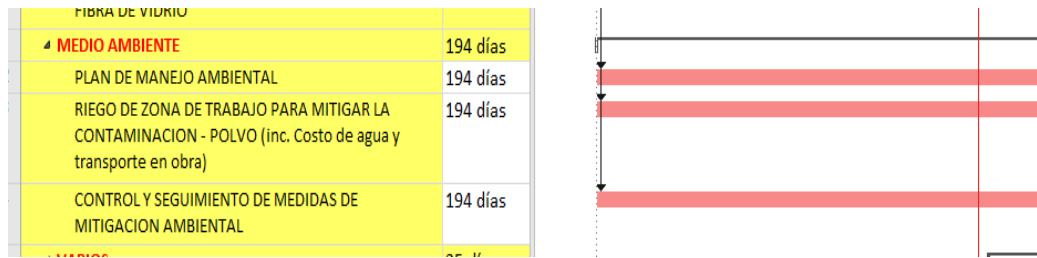 FIBRA DE VIDRIO
MEDIO AMBIENTE 194 días
PLAN DE MANEJO AMBIENTAL 194 días
RIEGO DE ZONA DE TRABAJO PARA MITIGAR LA 194 días
CONTAMINACION - POLVO (inc. Costo de agua y
transporte en obra)
CONTROL Y SEGUIMIENTO DE MEDIDAS DE 194 días
MITIGACION AMBIENTAL
VARIOS